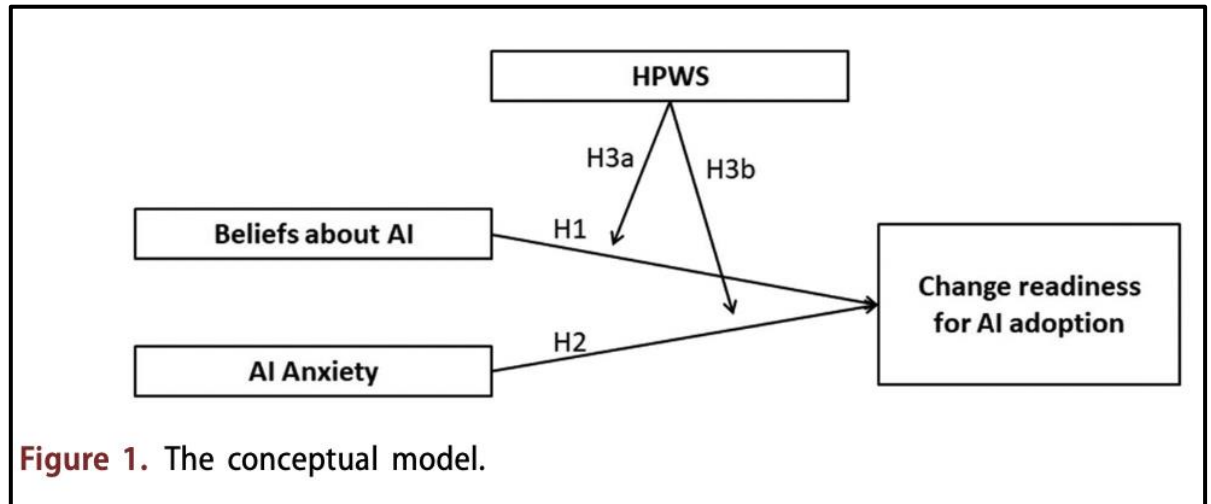 HPWS
H3a
H3b
Beliefs about AI
H1
Change readiness
for AI adoption
H2
AI Anxiety
Figure 1. The conceptual model.